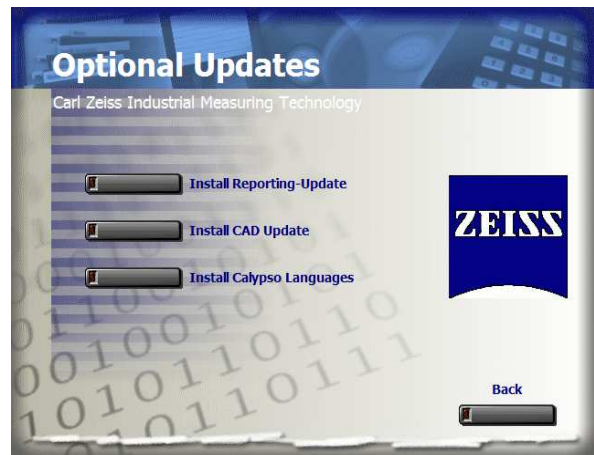 Optional Updates
Carl Zeiss Industrial Measuring Technology
Install Reporting-Update
Install CAD Update
ZEISS
Install Calypso Languages
Back